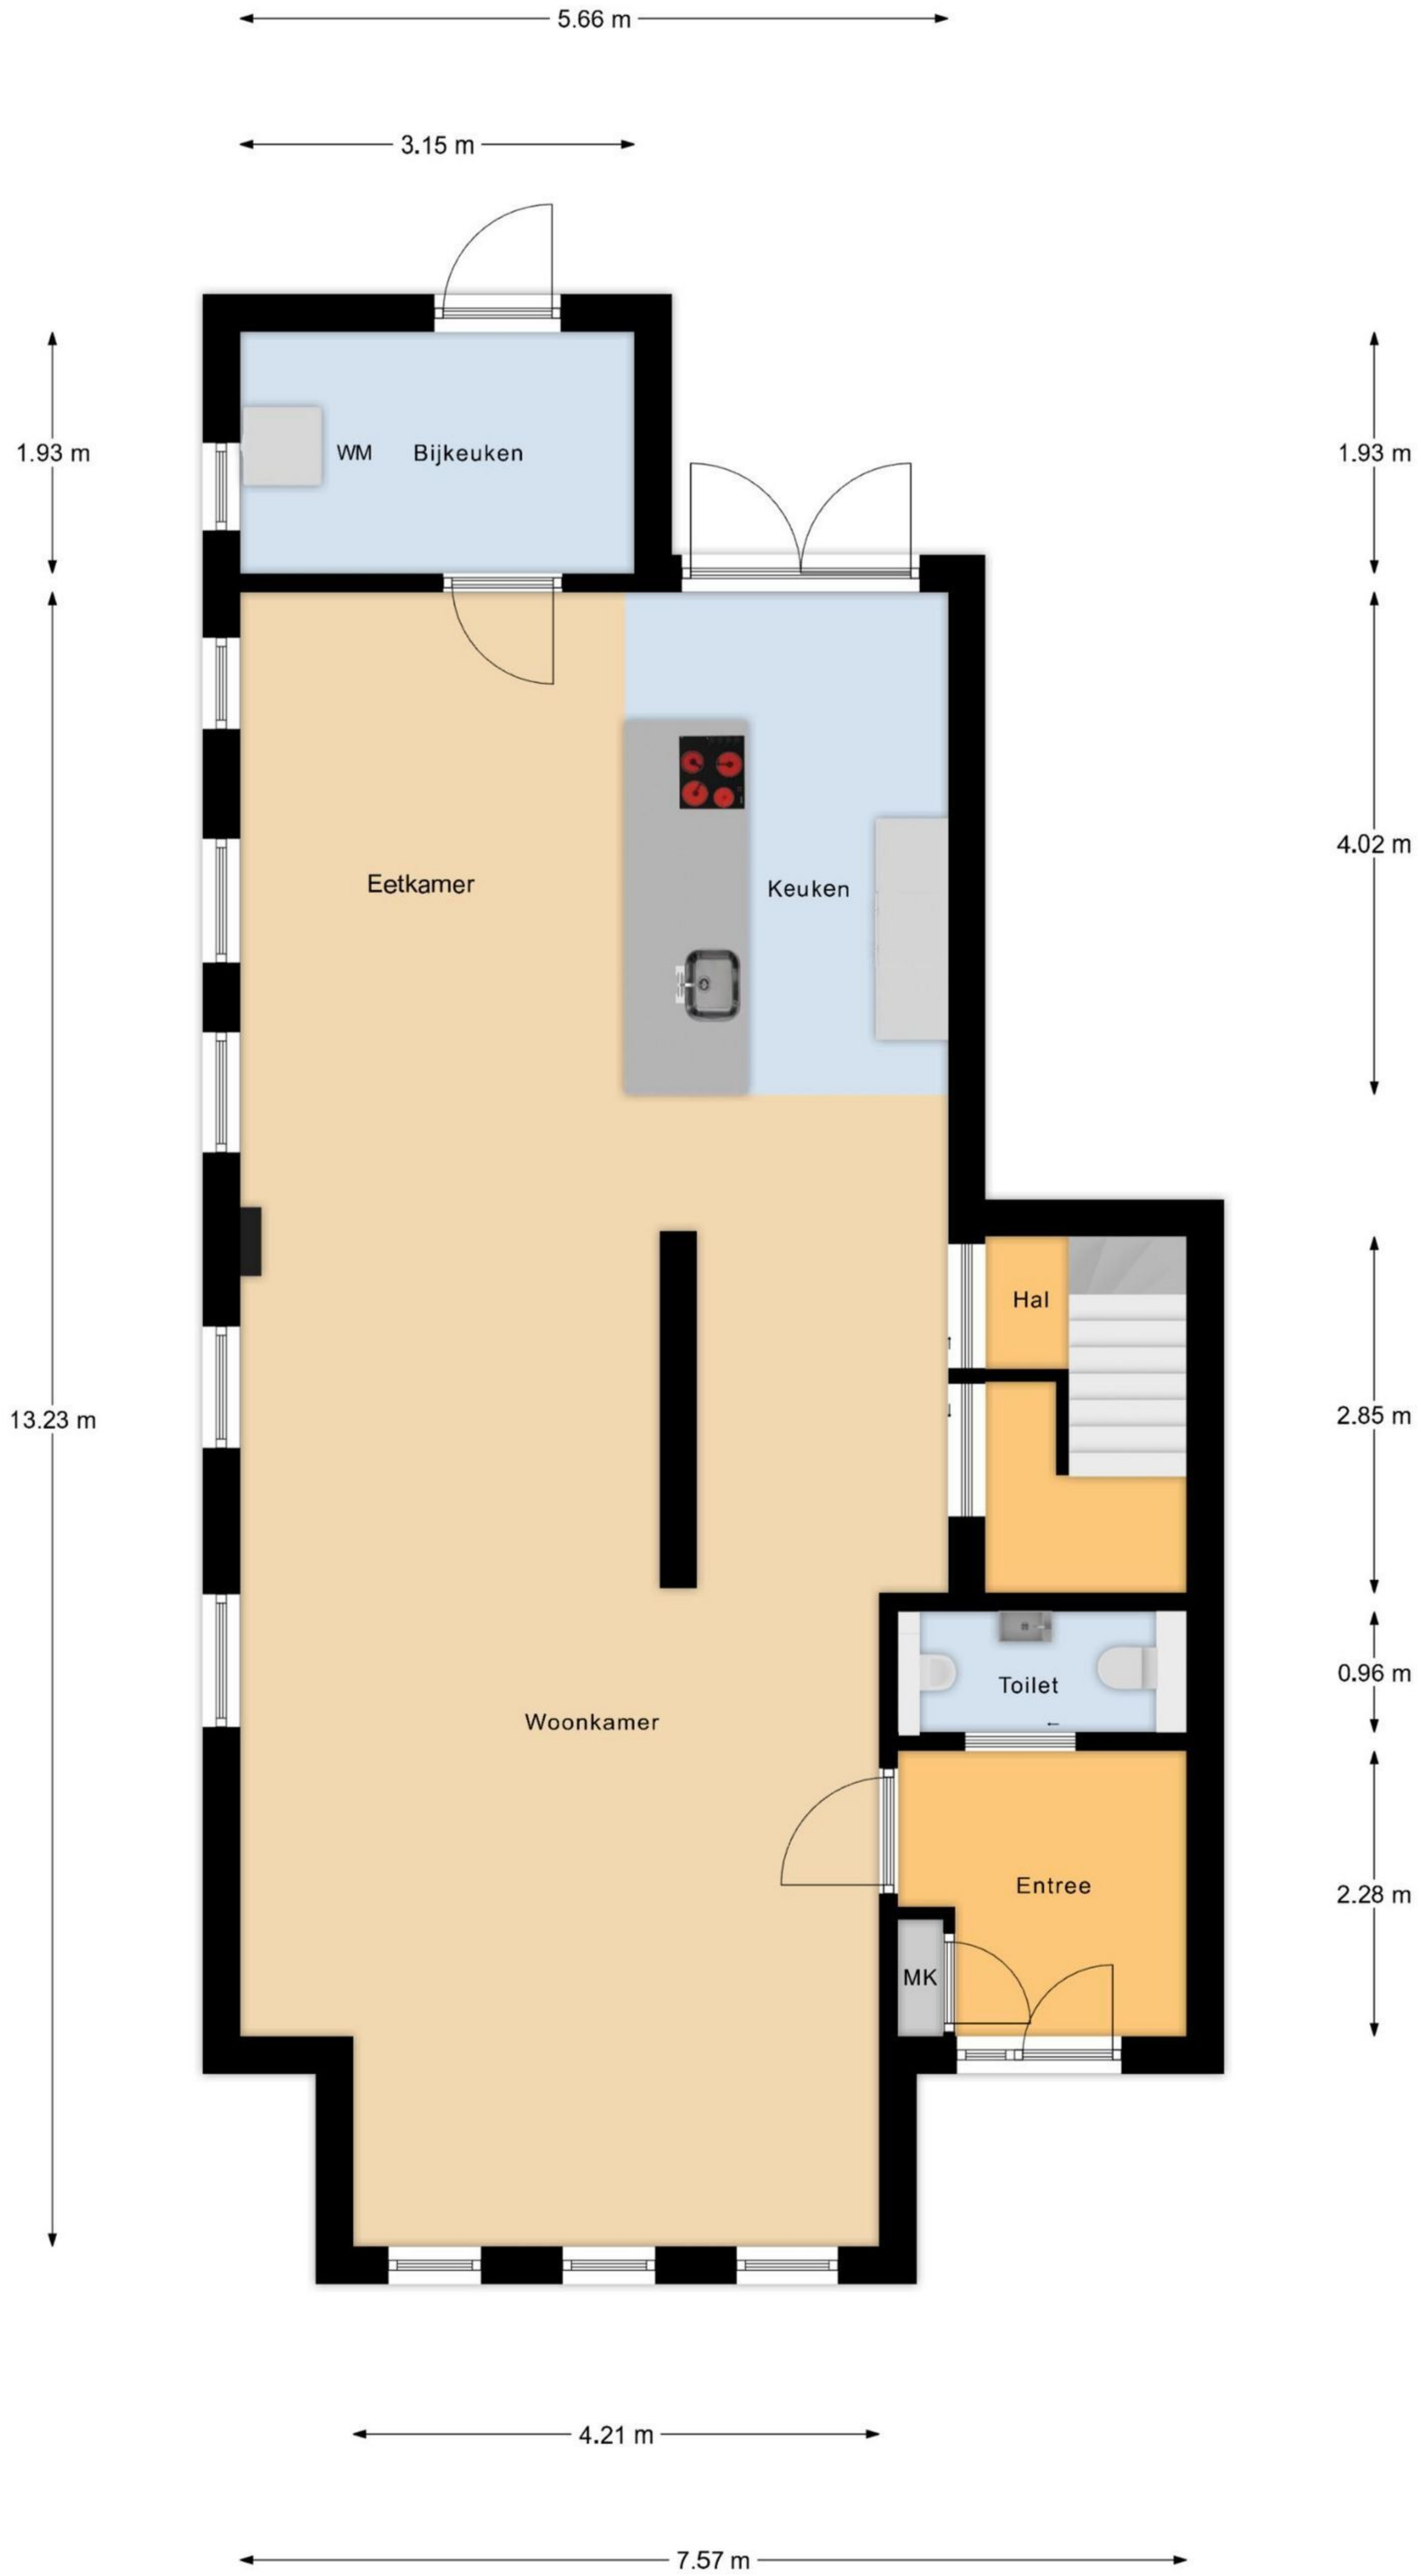 5.66 m
3.15 m
1.93 m
WM
Bijkeuken
1.93 m
Eetkamer
Keuken
4.02 m
Hal
13.23 m
2.85 m
Toilet
0.96 m
Woonkamer
Entree
2.28 m
MK
4.21 m
7.57 m